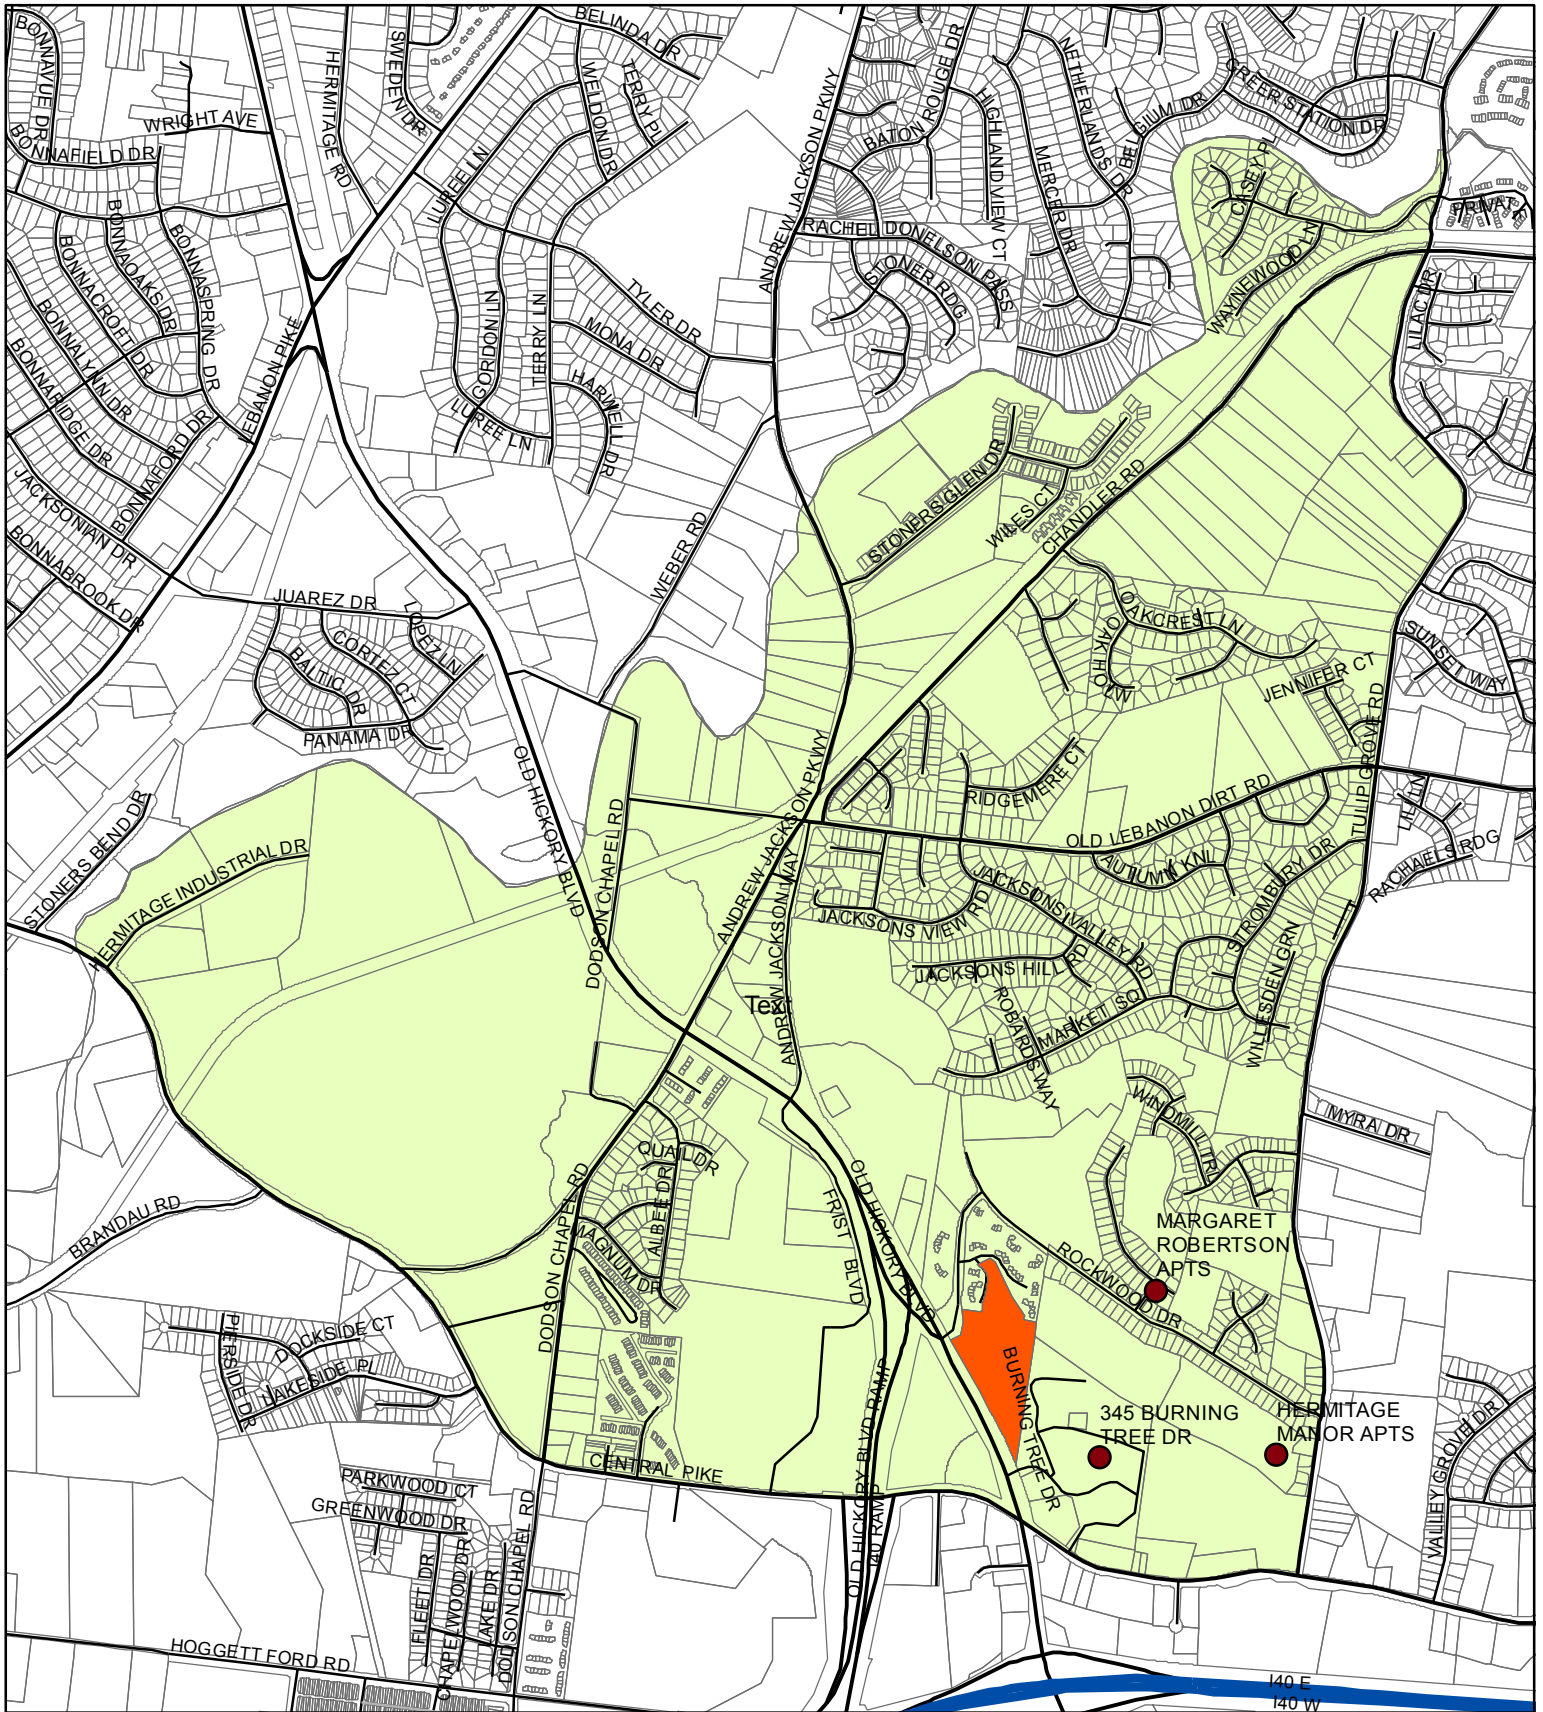 BELINDA DR
BONNAVUE DR
SWEDEN DR
HERMITAGE RD
WELDON DR
TERRY PL
ANDREW JACKSON PKWY
BATON ROUGE DR
HIGHLAND VIEW CT
NETHERLANDS DR
MERCER DR
BELGIUM DR
GREER STATION DR
WRIGHT AVE
BONNAFIELD DR
LUREE LN
CASEY PL
PRIVATE
RACHEL DONELSON PASS
STONER RDG
WAYNEWOOD LN
BONNAOAKS DR
BONNASPRING DR
BONNACROFT DR
BONNALYNN DR
BONNARIDGE DR
BONNAFORD DR
LEBANON PIKE
GORDON LN
TERRY LN
TYLER DR
MONA DR
HARWELL DR
LUREE LN
LILAC DR
JACKSONIAN DR
BONNABROOK DR
STONERS GLEN DR
WILES CT
CHANDLER RD
WEBER RD
JUAREZ DR
LOPEZ LN
CORTEZ CT
BALTIC DR
PANAMA DR
OAKCREST LN
SUNSET WAY
JENNIFER CT
TULIP GROVE RD
OLD HICKORY BLVD
ANDREW JACKSON PKWY
RIDGEMERE CT
OLD LEBANON DIRT RD
STONERS BEND DR
HERMITAGE INDUSTRIAL DR
DODSON CHAPEL RD
ANDREW JACKSON WAY
AUTUMN KNL
RACHAELS RDG
STROMBURY DR
JACKSONS VALLEY RD
JACKSONS VIEW RD
JACKSONS HILL RD
WILLESDEN GRN
Text
ROBARDS WAY
MARKET SQ
WINDMILL TRL
MYRA DR
QUAIL DR
ALBEE DR
MAGNUM DR
DODSON CHAPEL RD
BRANDAU RD
FRIST BLVD
OLD HICKORY BLVD
MARGARET
ROBERTSON
APTS
ROCKWOOD DR
DOCKSIDE CT
PIERSIDE DR
LAKESIDE PL
BURNING TREE DR
345 BURNING
TREE DR
HERMITAGE
MANOR APTS
VALLEY GROVE DR
CENTRAL PIKE
OLD HICKORY BLVD RAMP
I40 RAMP
PARKWOOD CT
GREENWOOD DR
FLEET DR
CHAPELWOOD DR
LAKE DR
DODSON CHAPEL RD
HOGGETT FORD RD
I40 E
I40 W